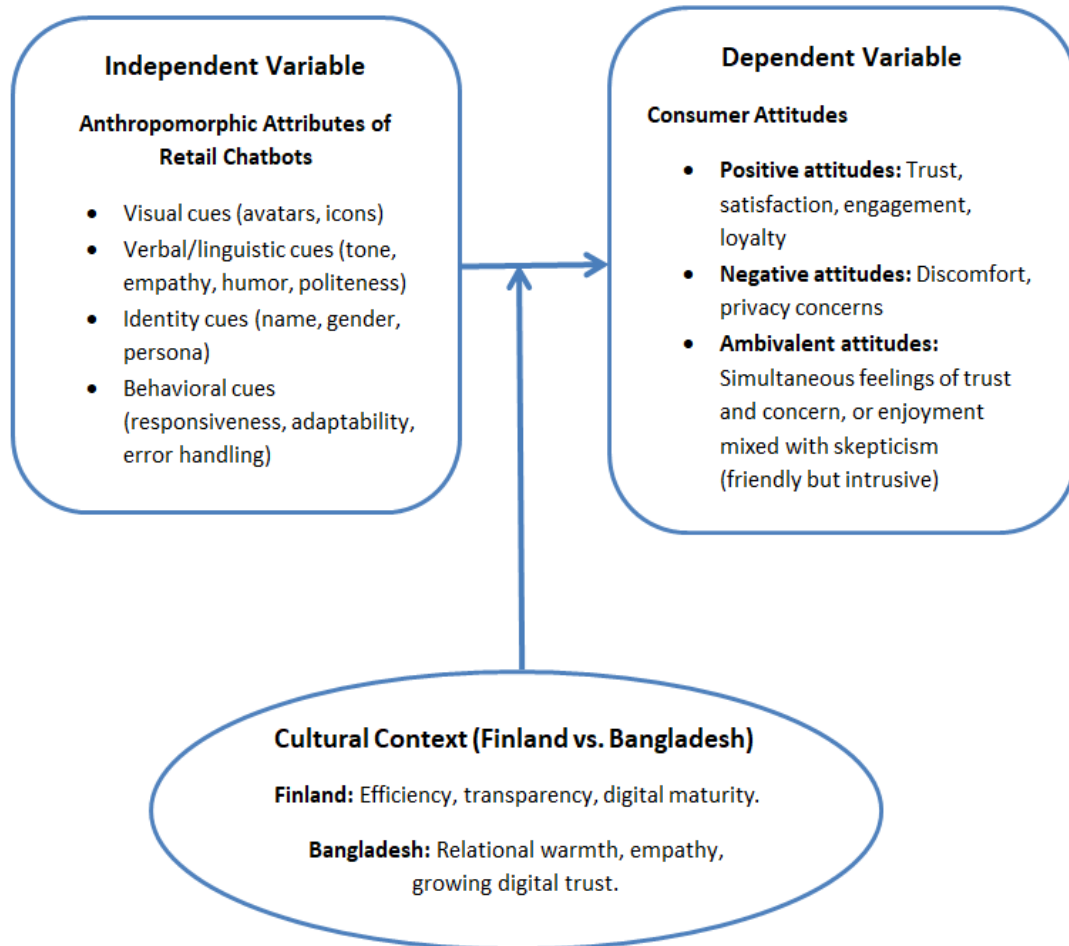 Independent Variable
Anthropomorphic Attributes of
Retail Chatbots
• Visual cues (avatars, icons)
• Verbal/linguistic cues (tone,
empathy, humor, politeness)
• Identity cues (name, gender,
persona)
• Behavioral cues
(responsiveness, adaptability,
error handling)
Dependent Variable
Consumer Attitudes
• Positive attitudes: Trust,
satisfaction, engagement,
loyalty
• Negative attitudes: Discomfort,
privacy concerns
• Ambivalent attitudes:
Simultaneous feelings of trust
and concern, or enjoyment
mixed with skepticism
(friendly but intrusive)
Cultural Context (Finland vs. Bangladesh)
Finland: Efficiency, transparency, digital maturity.
Bangladesh: Relational warmth, empathy,
growing digital trust.